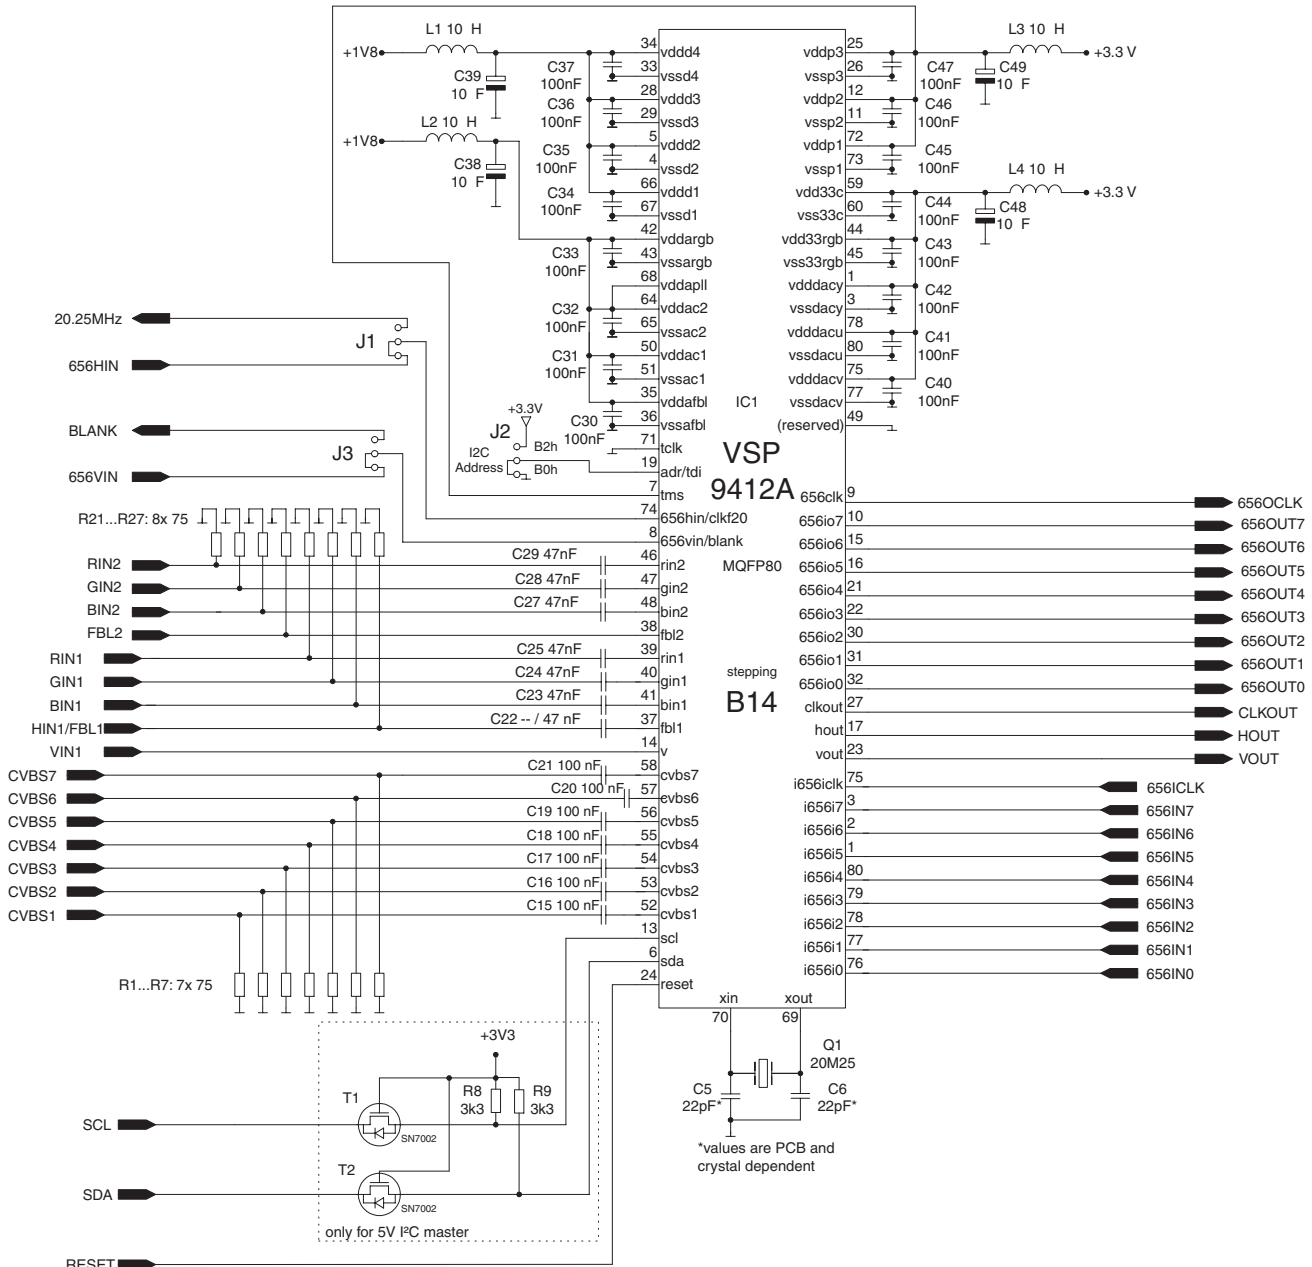 L1 10 H
+1V8
C39
10 F
L2 10 H
+1V8
C38
10 F
C37
100nF
C36
100nF
C35
100nF
C34
100nF
C33
100nF
C32
100nF
C31
100nF
C30
100nF
34 vddd4
33 vssd4
28 vddd3
29 vssd3
5 vddd2
4 vssd2
66 vddd1
67 vssd1
42 vddargb
43 vssargb
68 vddapll
64 vddac2
65 vssac2
50 vddac1
51 vssac1
35 vddafbl
36 vssafbl
71 tclk
19 adr/tdi
7 tms
74 656hin/clkf20
8 656vin/blank
46 rin2
47 gin2
48 bin2
38 fbl2
39 rin1
40 gin1
41 bin1
37 fbl1
14 v
58 cvbs7
57 cvbs6
56 cvbs5
55 cvbs4
54 cvbs3
53 cvbs2
52 cvbs1
13 scl
6 sda
24 reset
vddp3 25
vssp3 26
vddp2 12
vssp2 11
vddp1 72
vssp1 73
vdd33c 59
vss33c 60
vdd33rgb 44
vss33rgb 45
vdddacy 1
vssdacy 3
vdddacu 78
vssdacu 80
vdddacv 75
vssdacv 77
(reserved) 49
IC1
VSP
9412A
MQFP80
stepping
B14
656clk 9
656io7 10
656io6 15
656io5 16
656io4 21
656io3 22
656io2 30
656io1 31
656io0 32
clkout 27
hout 17
vout 23
i656iclk 75
i656i7 3
i656i6 2
i656i5 1
i656i4 80
i656i3 79
i656i2 78
i656i1 77
i656i0 76
xin
70
xout
69
L3 10 H
+3.3 V
C47
100nF
C49
10 F
C46
100nF
C45
100nF
L4 10 H
+3.3 V
C44
100nF
C48
10 F
C43
100nF
C42
100nF
C41
100nF
C40
100nF
656OCLK
656OUT7
656OUT6
656OUT5
656OUT4
656OUT3
656OUT2
656OUT1
656OUT0
CLKOUT
HOUT
VOUT
656ICLK
656IN7
656IN6
656IN5
656IN4
656IN3
656IN2
656IN1
656IN0
20.25MHz
J1
656HIN
BLANK
J3
656VIN
+3.3V
J2
B2h
I2C
Address
B0h
R21...R27: 8x 75
RIN2
GIN2
BIN2
FBL2
RIN1
GIN1
BIN1
HIN1/FBL1
VIN1
C29 47nF
C28 47nF
C27 47nF
C25 47nF
C24 47nF
C23 47nF
C22 -- / 47 nF
CVBS7
CVBS6
CVBS5
CVBS4
CVBS3
CVBS2
CVBS1
C21 100 nF
C20 100 nF
C19 100 nF
C18 100 nF
C17 100 nF
C16 100 nF
C15 100 nF
R1...R7: 7x 75
+3V3
T1
SN7002
R8
3k3
R9
3k3
T2
SN7002
only for 5V I²C master
SCL
SDA
RESET
Q1
20M25
C5
22pF*
C6
22pF*
*values are PCB and
crystal dependent